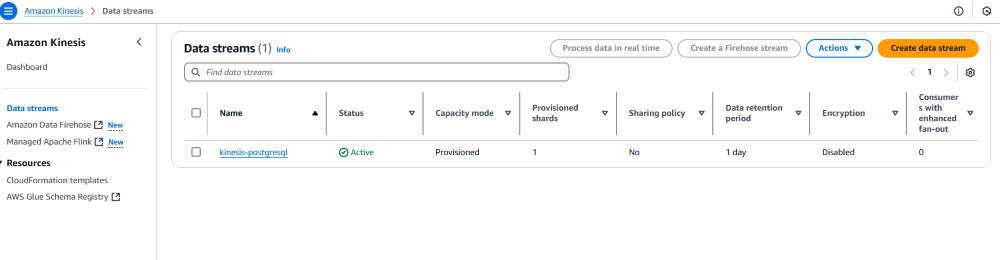 Amazon Kinesis > Data streams
Amazon Kinesis
Dashboard
Data streams
Amazon Data Firehose New
Managed Apache Flink New
Resources
CloudFormation templates
AWS Glue Schema Registry
Data streams (1) Info
Process data in real time
Create a Firehose stream
Actions
Create data stream
Find data streams
1
Name
Status
Capacity mode
Provisioned
shards
Sharing policy
Data retention
period
Encryption
Consumer
s with
enhanced
fan-out
kinesis-postgresql
Active
Provisioned
1
No
1 day
Disabled
0